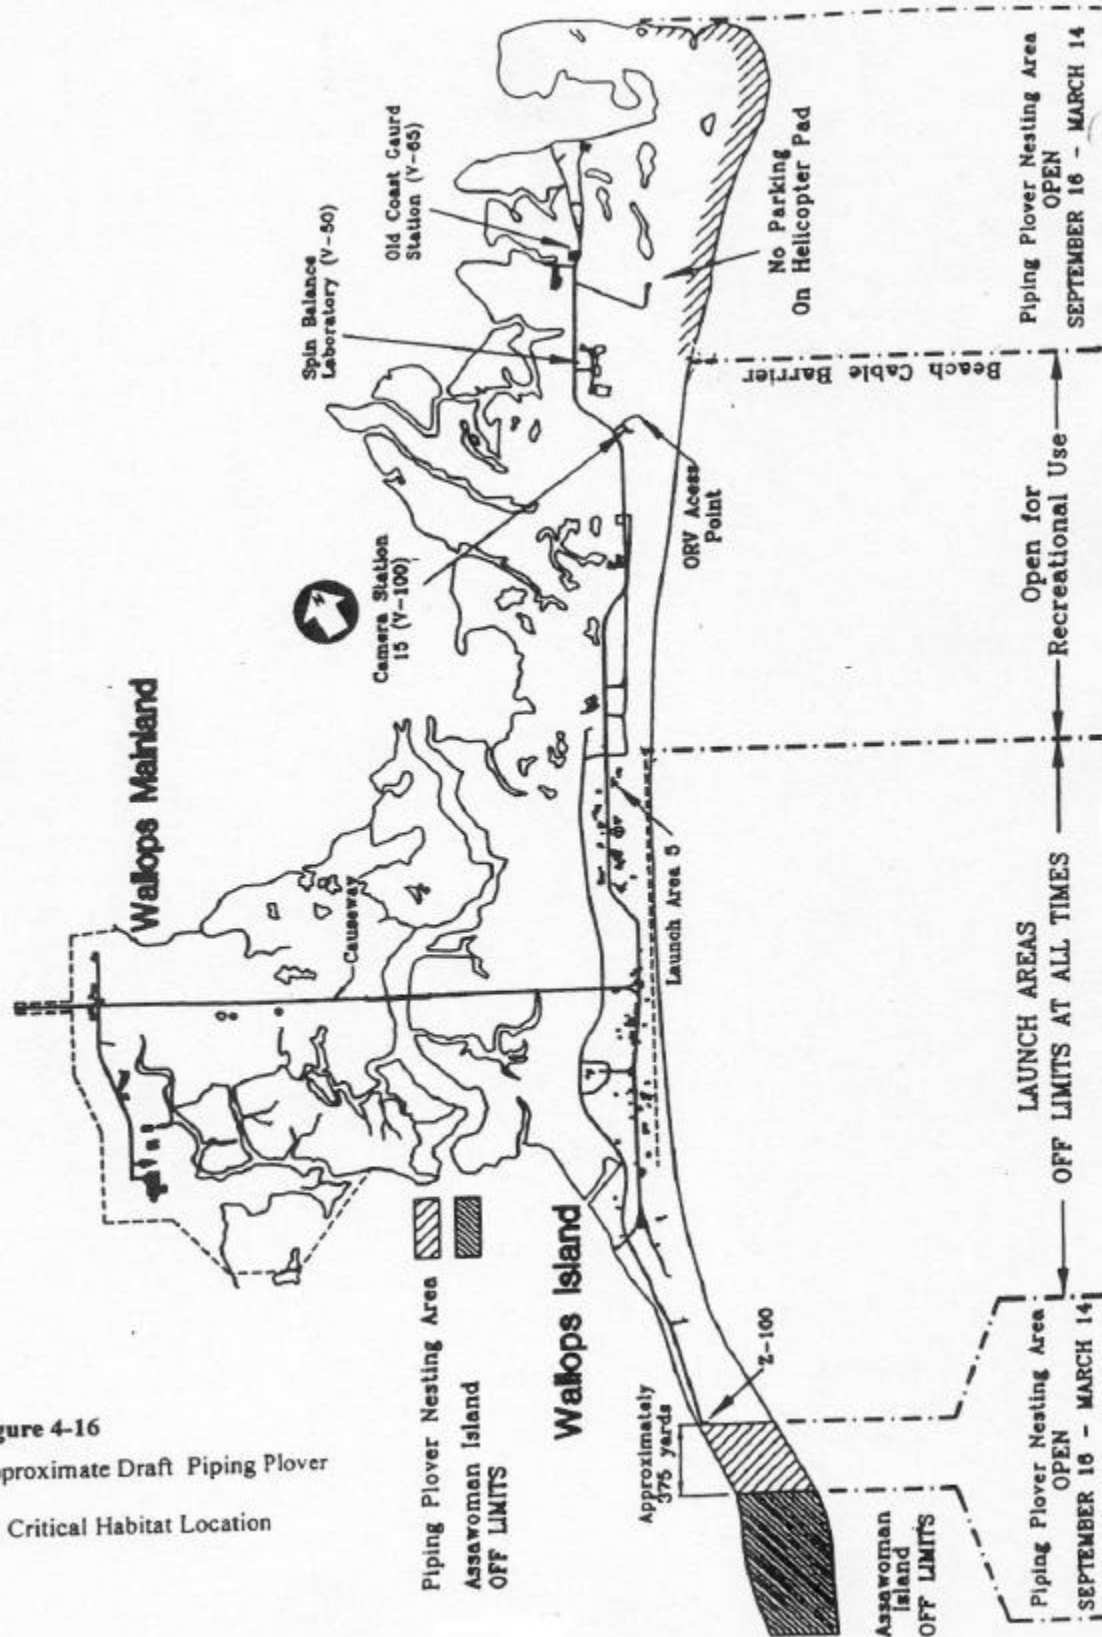 gure 4-16
proximate Draft Piping Plover
Critical Habitat Location
Wallops Mainland
Causeway
Piping Plover Nesting Area
Assawoman Island
OFF LIMITS
Wallops Island
Camera Station
15 (V-100)
Spin Balance
Laboratory (V-50)
Old Coast Caurd
Station (V-65)
No Parking
On Helicopter Pad
ORV Acess
Point
Beach Cable Barrier
Launch Area 5
Z-100
Approximately
375 yards
Assawoman
Island
OFF LIMITS
Piping Plover Nesting Area
OPEN
SEPTEMBER 16 - MARCH 14
LAUNCH AREAS
OFF LIMITS AT ALL TIMES
Open for
Recreational Use
Piping Plover Nesting Area
OPEN
SEPTEMBER 16 - MARCH 14